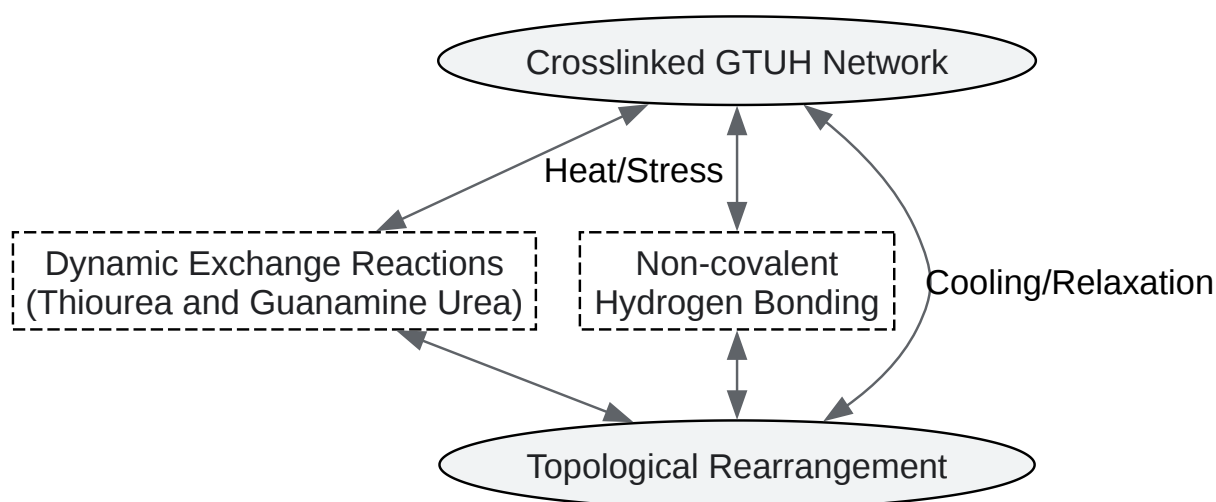 Crosslinked GTUH Network
Heat/Stress
Dynamic Exchange Reactions
(Thiourea and Guanamine Urea)
Non-covalent
Hydrogen Bonding
Cooling/Relaxation
Topological Rearrangement